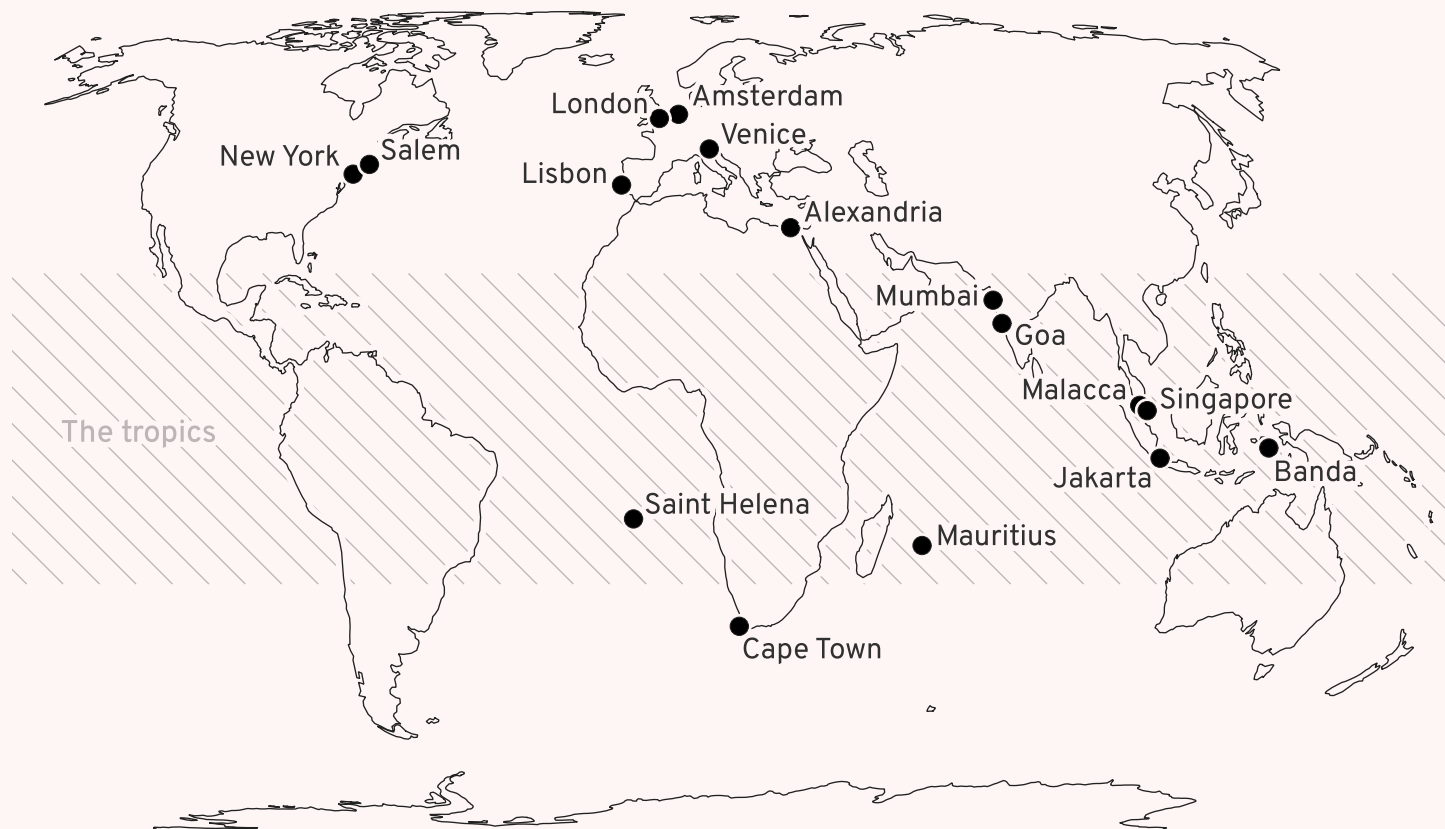 London
Amsterdam
Venice
New York
Salem
Lisbon
Alexandria
Mumbai
Goa
Malacca
Singapore
The tropics
Jakarta
Banda
Saint Helena
Mauritius
Cape Town